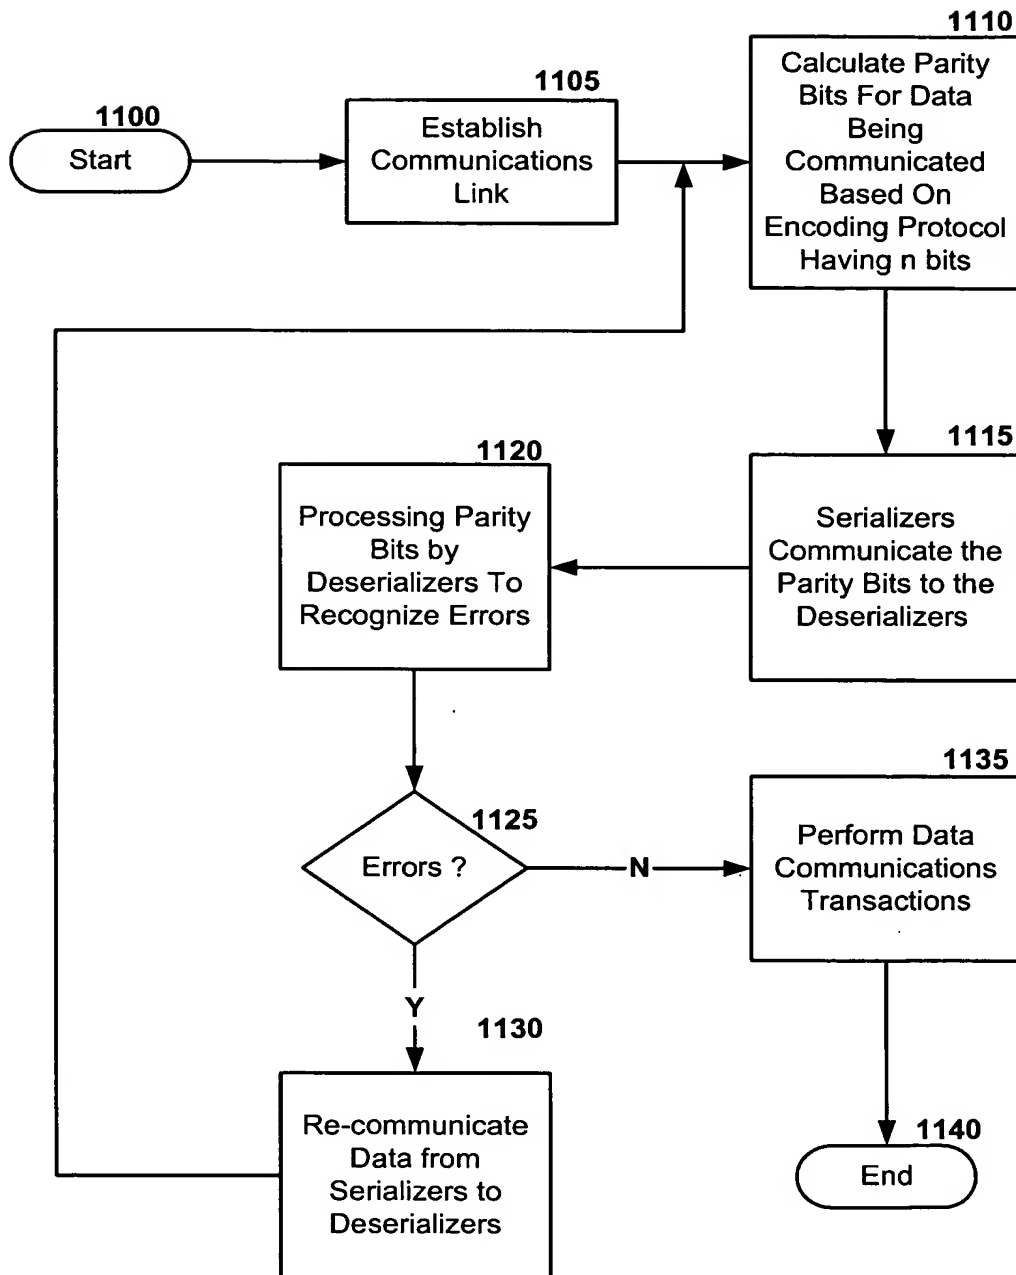 1100
Start
1105
Establish
Communications
Link
1110
Calculate Parity
Bits For Data
Being
Communicated
Based On
Encoding Protocol
Having n bits
1115
Serializers
Communicate the
Parity Bits to the
Deserializers
1120
Processing Parity
Bits by
Deserializers To
Recognize Errors
1125
Errors ?
N
Y
1130
Re-communicate
Data from
Serializers to
Deserializers
1135
Perform Data
Communications
Transactions
1140
End